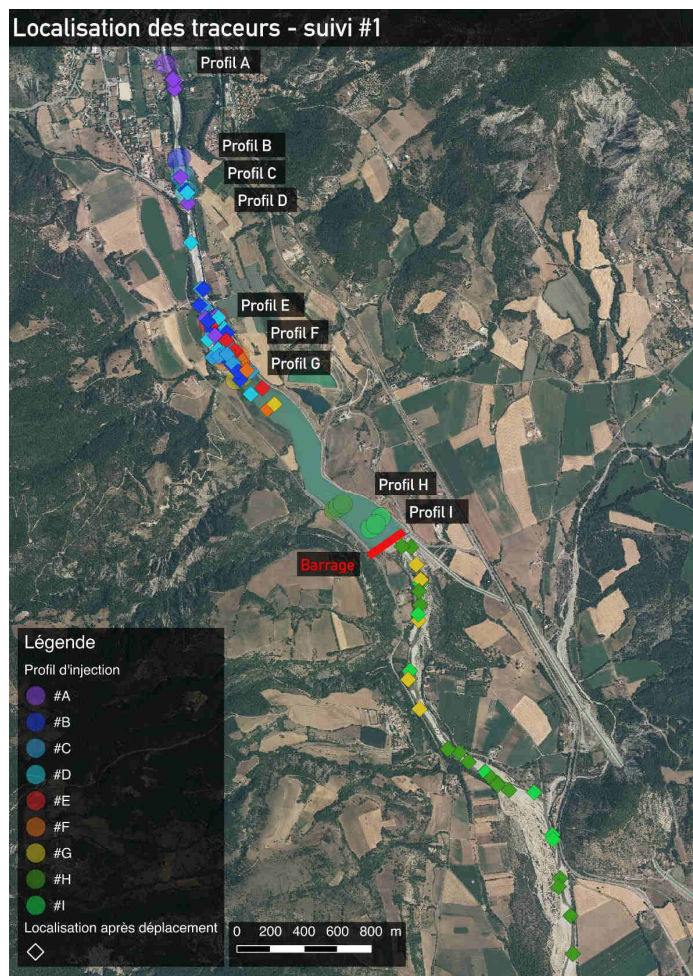 Localisation des traceurs - suivi #1
Profil A
Profil B
Profil C
Profil D
Profil E
Profil F
Profil G
Profil H
Profil I
Barrage
Légende
Profil d'injection
#A
#B
#C
#D
#E
#F
#G
#H
#I
Localisation après déplacement
0 200 400 600 800 m